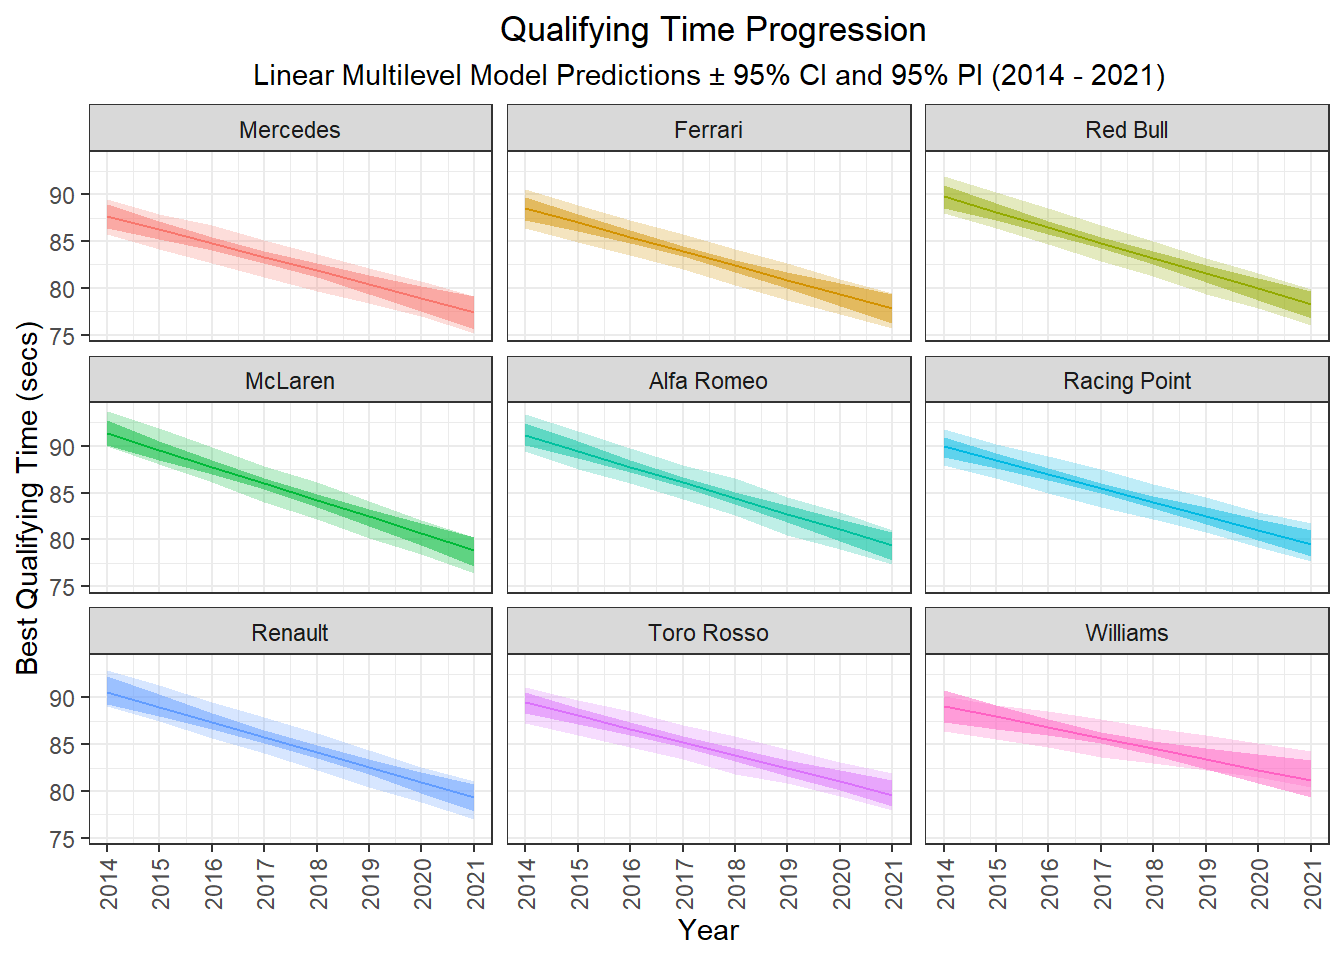 Qualifying Time Progression
Linear Multilevel Model Predictions ± 95% CI and 95% PI (2014 - 2021)
Mercedes
Ferrari
Red Bull
90
85
80
75
McLaren
Alfa Romeo
Racing Point
90
85
80
75
Renault
Toro Rosso
Williams
90
85
80
75
Best Qualifying Time (secs)
2014 2015 2016 2017 2018 2019 2020 2021
2014 2015 2016 2017 2018 2019 2020 2021
2014 2015 2016 2017 2018 2019 2020 2021
Year